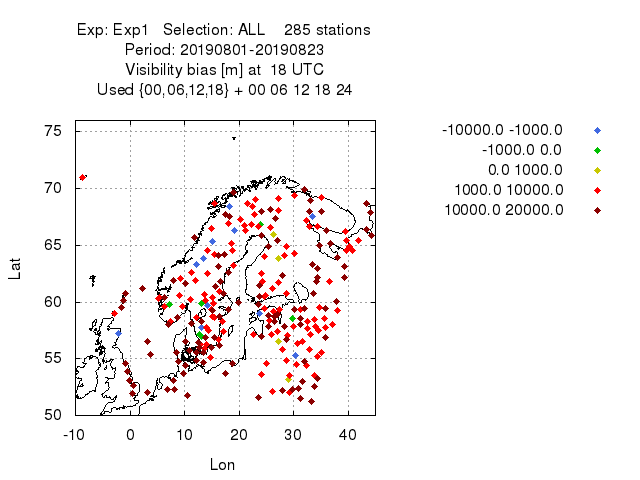 Exp: Exp1   Selection: ALL    285 stations
Period: 20190801-20190823
Visibility bias [m] at  18 UTC
Used {00,06,12,18} + 00 06 12 18 24
-10000.0 -1000.0
-1000.0 0.0
0.0 1000.0
1000.0 10000.0
10000.0 20000.0
75
70
65
60
55
50
Lat
-10 0 10 20 30 40
Lon